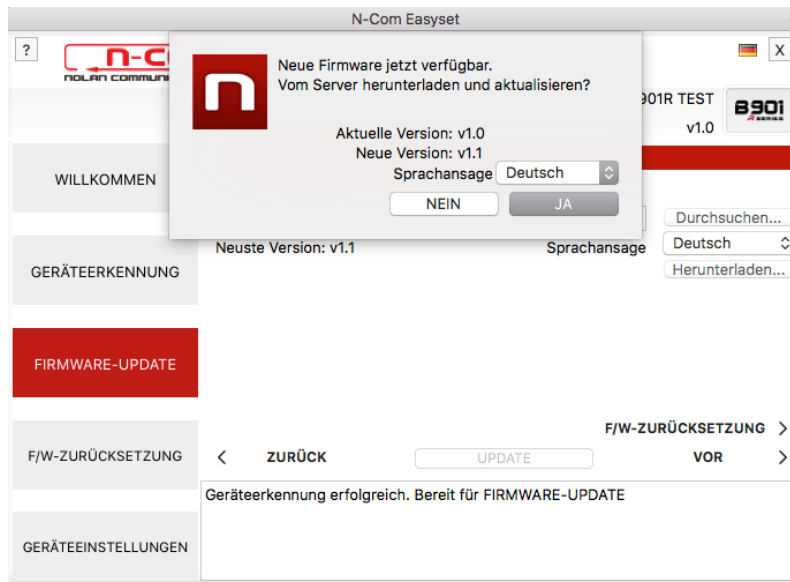 N-Com Easyset
?
n-c
NOLAN COMMUNI
X
Neue Firmware jetzt verfügbar.
Vom Server herunterladen und aktualisieren?
Aktuelle Version: v1.0
Neue Version: v1.1
Sprachansage Deutsch
NEIN JA
901R TEST
v1.0
B901
R SERIES
WILLKOMMEN
GERÄTEERKENNUNG
FIRMWARE-UPDATE
F/W-ZURÜCKSETZUNG
GERÄTEEINSTELLUNGEN
Durchsuchen...
Neuste Version: v1.1 Sprachansage Deutsch
Herunterladen...
F/W-ZURÜCKSETZUNG >
< ZURÜCK UPDATE VOR >
Geräteerkennung erfolgreich. Bereit für FIRMWARE-UPDATE